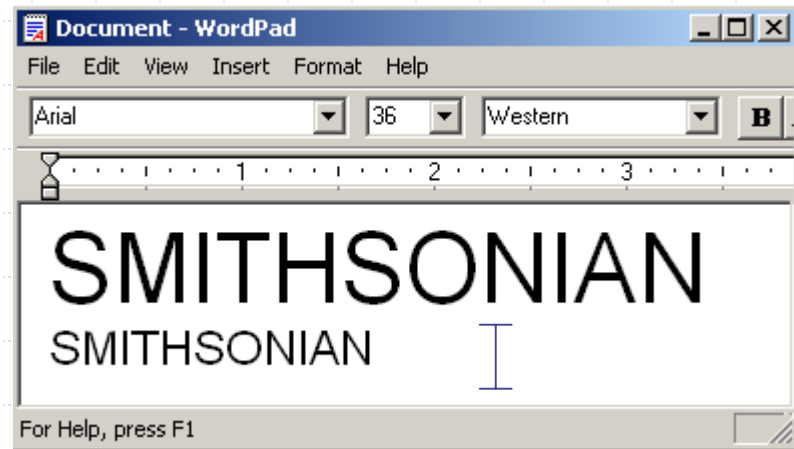 Document - WordPad
File Edit View Insert Format Help
Arial 36 Western B
1 2 3
SMITHSONIAN
SMITHSONIAN
For Help, press F1